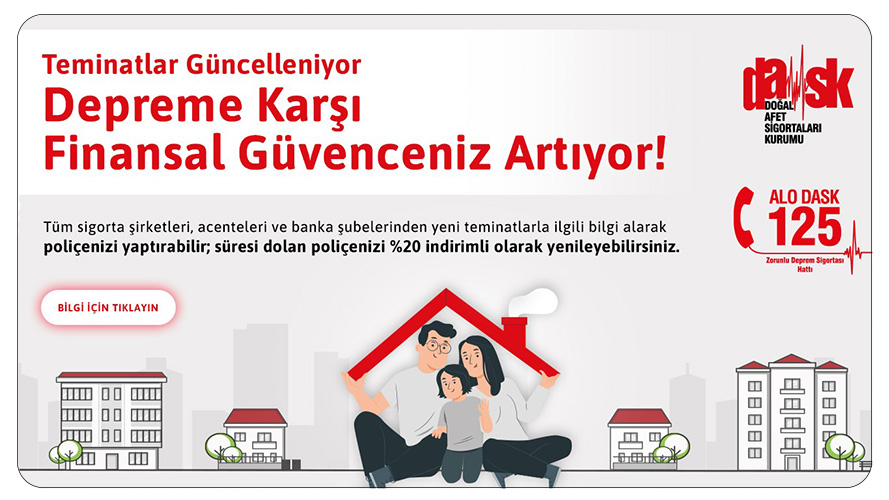 Teminatlar Güncelleniyor
Depreme Karşı
Finansal Güvenceniz Artıyor!
dask
DOĞAL
AFET
SİGORTALARI
KURUMU
ALO DASK
125
Zorunlu Deprem Sigortası
Hattı
Tüm sigorta şirketleri, acenteleri ve banka şubelerinden yeni teminatlarla ilgili bilgi alarak
poliçenizi yaptırabilir; süresi dolan poliçenizi %20 indirimli olarak yenileyebilirsiniz.
BİLGİ İÇİN TIKLAYIN